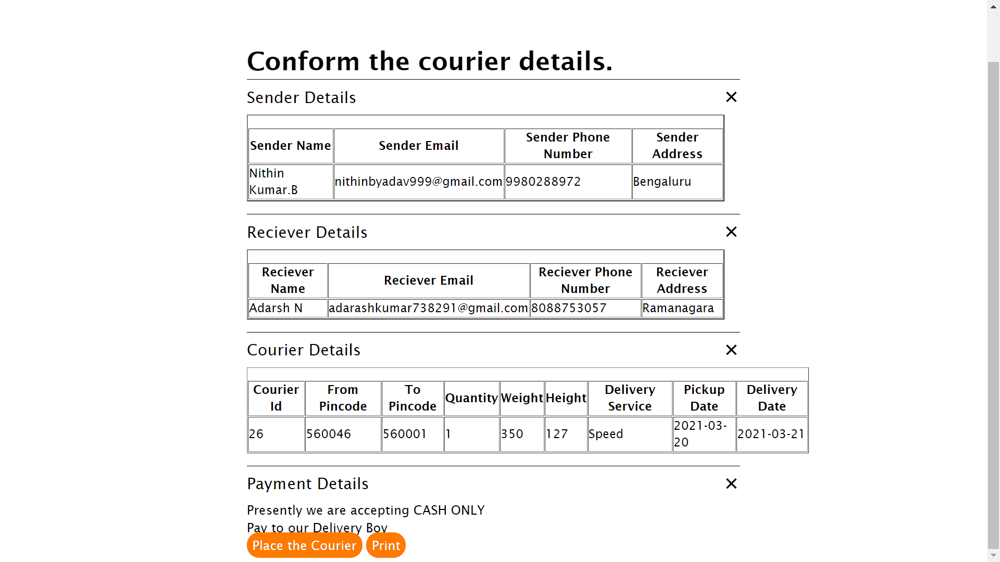 Conform the courier details.
Sender Details
Sender Name Sender Email Sender Phone Number Sender Address
Nithin Kumar.B nithinbyadav999@gmail.com 9980288972 Bengaluru
Reciever Details
Reciever Name Reciever Email Reciever Phone Number Reciever Address
Adarsh N adarashkumar738291@gmail.com 8088753057 Ramanagara
Courier Details
Courier Id From Pincode To Pincode Quantity Weight Height Delivery Service Pickup Date Delivery Date
26 560046 560001 1 350 127 Speed 2021-03-20 2021-03-21
Payment Details
Presently we are accepting CASH ONLY
Pay to our Delivery Boy
Place the Courier Print